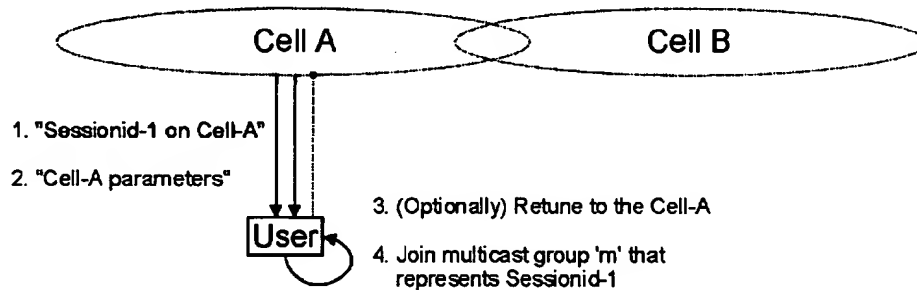 Cell A
Cell B
1. "Sessionid-1 on Cell-A"
2. "Cell-A parameters"
User
3. (Optionally) Retune to the Cell-A
4. Join multicast group 'm' that
represents Sessionid-1